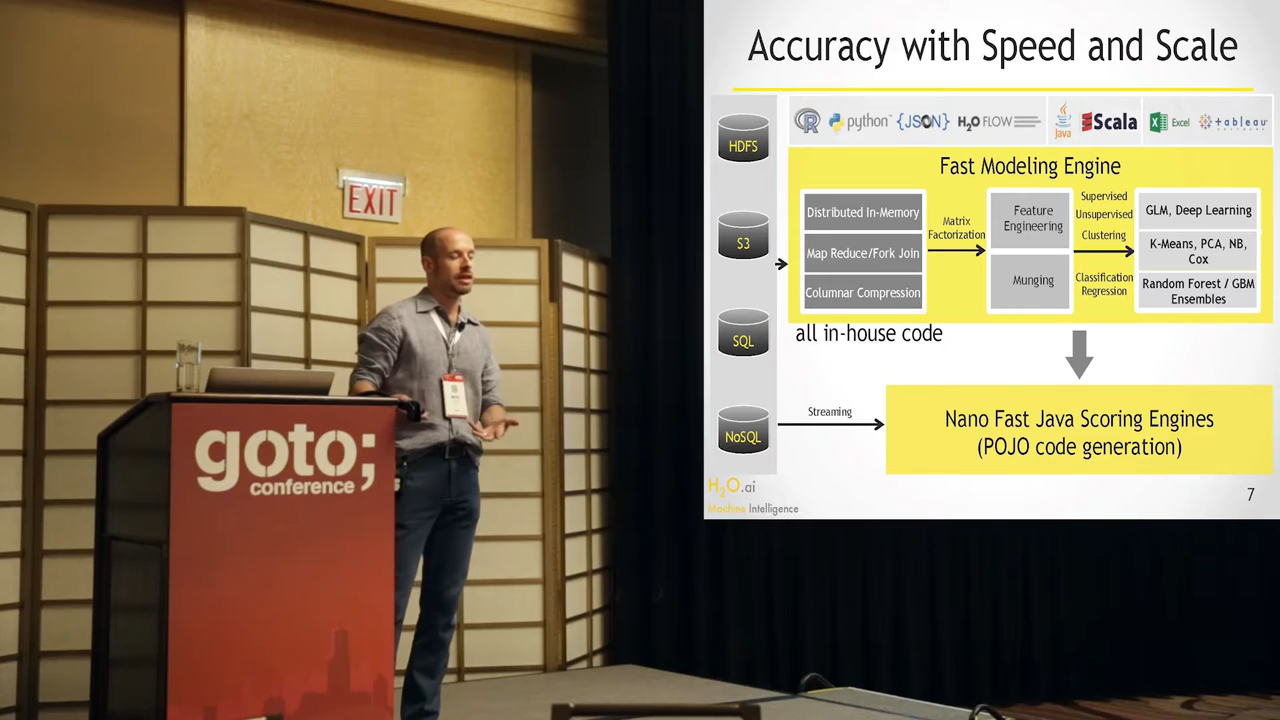 EXIT
goto;
conference
Accuracy with Speed and Scale
HDFS
S3
SQL
NoSQL
R
python
{JSON}
H2O FLOW
Java
Scala
Excel
+ableau
Fast Modeling Engine
Distributed In-Memory
Map Reduce/Fork Join
Columnar Compression
Matrix
Factorization
Feature
Engineering
Munging
Supervised
Unsupervised
Clustering
Classification
Regression
GLM, Deep Learning
K-Means, PCA, NB,
Cox
Random Forest / GBM
Ensembles
all in-house code
Streaming
Nano Fast Java Scoring Engines
(POJO code generation)
H2O.ai
Machine Intelligence
7